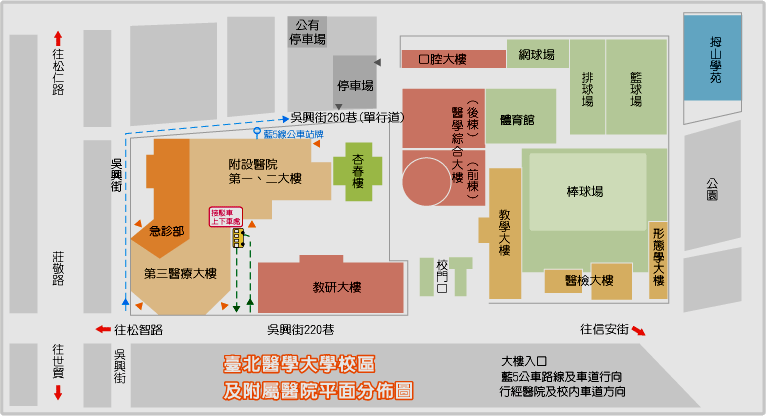 往松仁路
公有
停車場
停車場
吳興街260巷(單行道)
藍5線公車站牌
吳興街
附設醫院
第一、二大樓
杏春樓
急診部
接駁車
上下車處
第三醫療大樓
教研大樓
莊敬路
往松智路
吳興街220巷
往信安街
往世貿
吳興街
口腔大樓
網球場
排球場
籃球場
拇山學苑
醫學綜合大樓
(後棟)
(前棟)
體育館
棒球場
公園
教學大樓
形態學大樓
校門口
醫檢大樓
臺北醫學大學校區
及附屬醫院平面分佈圖
大樓入口
藍5公車路線及車道行向
行經醫院及校內車道方向